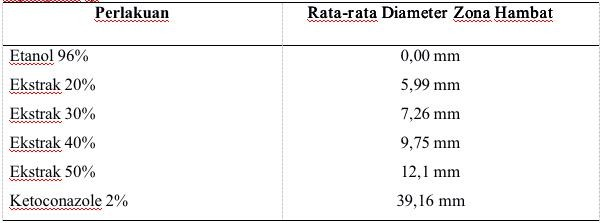 Perlakuan Rata-rata Diameter Zona Hambat
Etanol 96% 0,00 mm
Ekstrak 20% 5,99 mm
Ekstrak 30% 7,26 mm
Ekstrak 40% 9,75 mm
Ekstrak 50% 12,1 mm
Ketoconazole 2% 39,16 mm